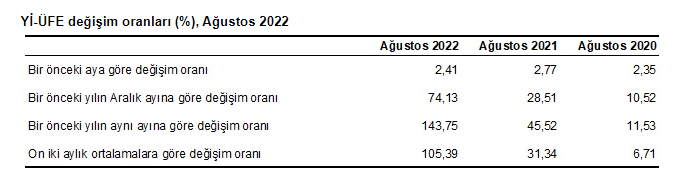 Yİ-ÜFE değişim oranları (%), Ağustos 2022
Ağustos 2022 Ağustos 2021 Ağustos 2020
Bir önceki aya göre değişim oranı 2,41 2,77 2,35
Bir önceki yılın Aralık ayına göre değişim oranı 74,13 28,51 10,52
Bir önceki yılın aynı ayına göre değişim oranı 143,75 45,52 11,53
On iki aylık ortalamalara göre değişim oranı 105,39 31,34 6,71